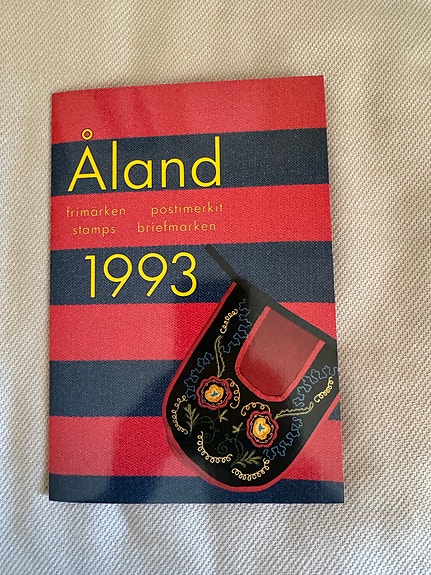 Åland
frimärken postimerkit
stamps briefmarken
1993